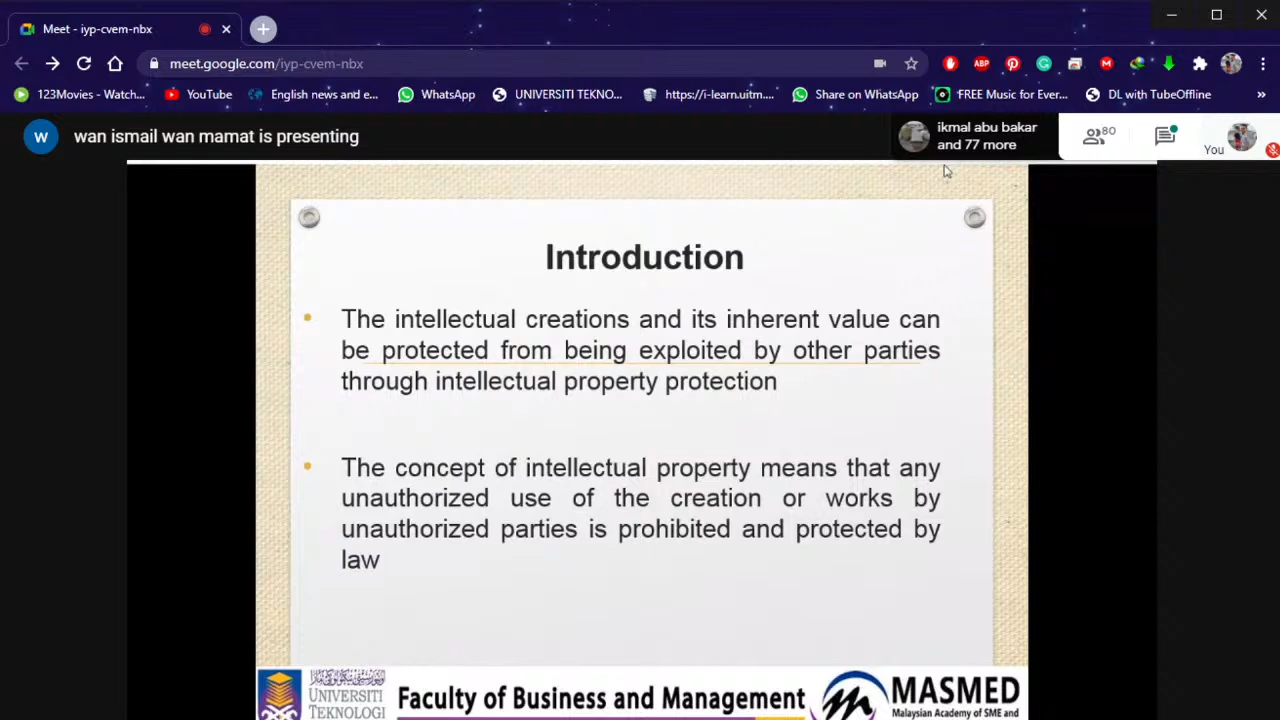 Meet - iyp-cvem-nbx
meet.google.com/iyp-cvem-nbx
ABP
123Movies - Watch...
YouTube
English news and e...
WhatsApp
UNIVERSITI TEKNO...
https://i-learn.uitm....
Share on WhatsApp
FREE Music for Ever...
DL with TubeOffline
»
W
wan ismail wan mamat is presenting
ikmal abu bakar
and 77 more
80
You
Introduction
• The intellectual creations and its inherent value can
be protected from being exploited by other parties
through intellectual property protection
• The concept of intellectual property means that any
unauthorized use of the creation or works by
unauthorized parties is prohibited and protected by
law
UNIVERSITI
TEKNOLOGI
Faculty of Business and Management
MASMED
Malaysian Academy of SME and